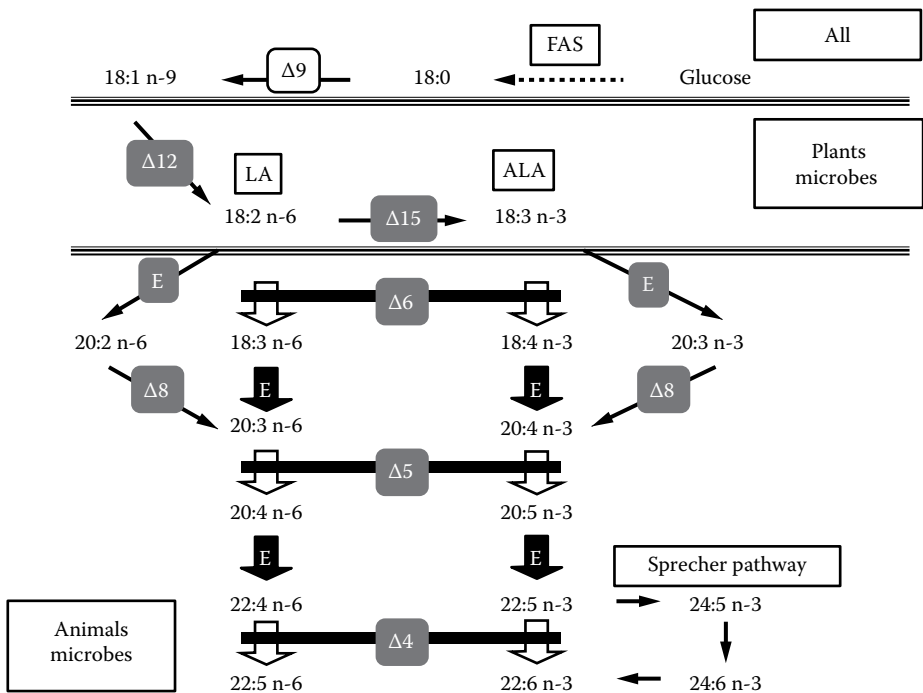 FAS
All
18:1 n-9
Δ9
18:0
Glucose
Δ12
LA
ALA
Plants
microbes
18:2 n-6
Δ15
18:3 n-3
E
Δ6
E
20:2 n-6
18:3 n-6
18:4 n-3
20:3 n-3
Δ8
E
E
Δ8
20:3 n-6
20:4 n-3
Δ5
20:4 n-6
20:5 n-3
E
E
Sprecher pathway
22:4 n-6
22:5 n-3
24:5 n-3
Animals
microbes
Δ4
22:5 n-6
22:6 n-3
24:6 n-3